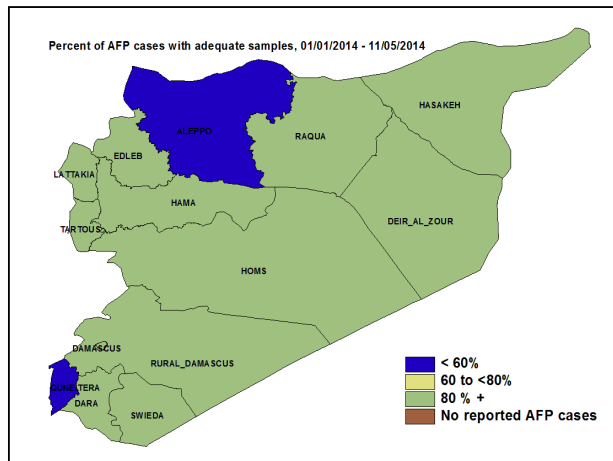 Percent of AFP cases with adequate samples, 01/01/2014 - 11/05/2014
HASAKEH
ALEPPO
RAQUA
EDLEB
LATTAKIA
HAMA
DEIR_AL_ZOUR
TARTOUS
HOMS
DAMASCUS
RURAL_DAMASCUS
QUNEITERA
DARA
SWIEDA
< 60%
60 to <80%
80 % +
No reported AFP cases